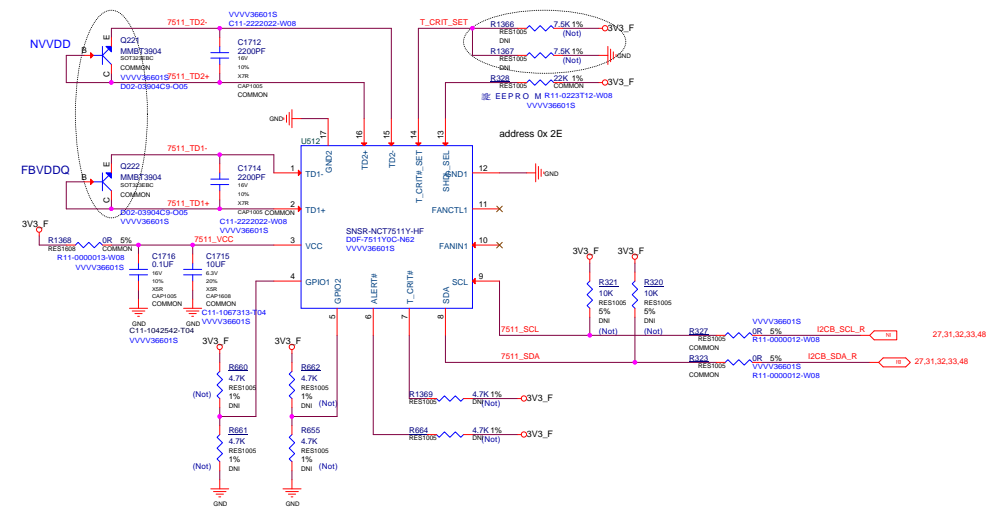 NVVDD
E
B
C
Q221
MMBT3904
SOT323EBC
COMMON
VVVV36601S
D02-03904C9-O05
7511_TD2-
7511_TD2+
VVVV36601S
C11-2222022-W08
C1712
2200PF
16V
10%
X7R
CAP1005
COMMON
T_CRIT_SET
R1366
RES1005
DNI
7.5K 1%
(Not)
3V3_F
R1367
RES1005
DNI
7.5K 1%
(Not)
GND
R328
RES1005
22K 1%
COMMON
3V3_F
EEPRO M
R11-0223T12-W08
VVVV36601S
address 0x 2E
FBVDDQ
E
B
C
Q222
MMBT3904
SOT323EBC
COMMON
D02-03904C9-O05
VVVV36601S
7511_TD1-
7511_TD1+
C1714
2200PF
16V
10%
X7R
CAP1005
COMMON
C11-2222022-W08
VVVV36601S
GND
U512
17
16
15
14
13
GND2
TD2+
TD2-
T_CRIT#_SET
1
TD1-
2
TD1+
3
VCC
4
GPIO1
SNSR-NCT7511Y-HF
D0F-7511Y0C-N62
VVVV36601S
GND1
12
GND
FANCTL1
11
FANIN1
10
SCL
9
GPIO2
ALERT#
T_CRIT#
SDA
5
6
7
8
3V3_F
R1368
RES1608
0R 5%
COMMON
R11-0000013-W08
VVVV36601S
7511_VCC
C1716
0.1UF
16V
10%
X5R
CAP1005
COMMON
GND
C11-1042542-T04
VVVV36601S
C1715
10UF
6.3V
20%
X5R
CAP1608
COMMON
C11-1067313-T04
VVVV36601S
GND
3V3_F
R321
10K
RES1005
5%
DNI
(Not)
3V3_F
R320
10K
RES1005
5%
DNI
(Not)
7511_SCL
R327
RES1005
COMMON
VVVV36601S
0R 5%
R11-0000012-W08
I2CB_SCL_R
27,31,32,33,48
7511_SDA
R323
RES1005
COMMON
0R 5%
VVVV36601S
R11-0000012-W08
I2CB_SDA_R
27,31,32,33,48
3V3_F
R660
4.7K
RES1005
1%
DNI
(Not)
R661
4.7K
RES1005
1%
DNI
(Not)
GND
3V3_F
R662
4.7K
RES1005
1%
DNI
(Not)
R655
4.7K
RES1005
1%
DNI
(Not)
GND
R1369
RES1005
4.7K 1%
DNI
(Not)
3V3_F
R664
RES1005
4.7K 1%
DNI
(Not)
3V3_F